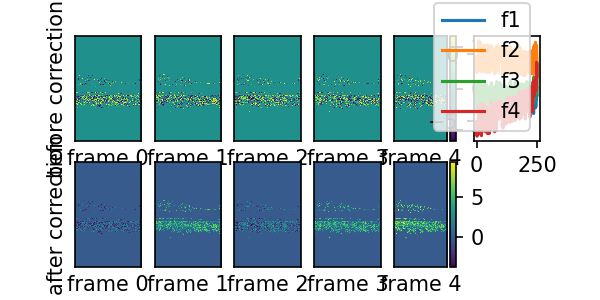 f1
f2
f3
f4
before correction
frame 0
frame 1
frame 2
frame 3
frame 4
0
250
after correction
5
0
frame 0
frame 1
frame 2
frame 3
frame 4